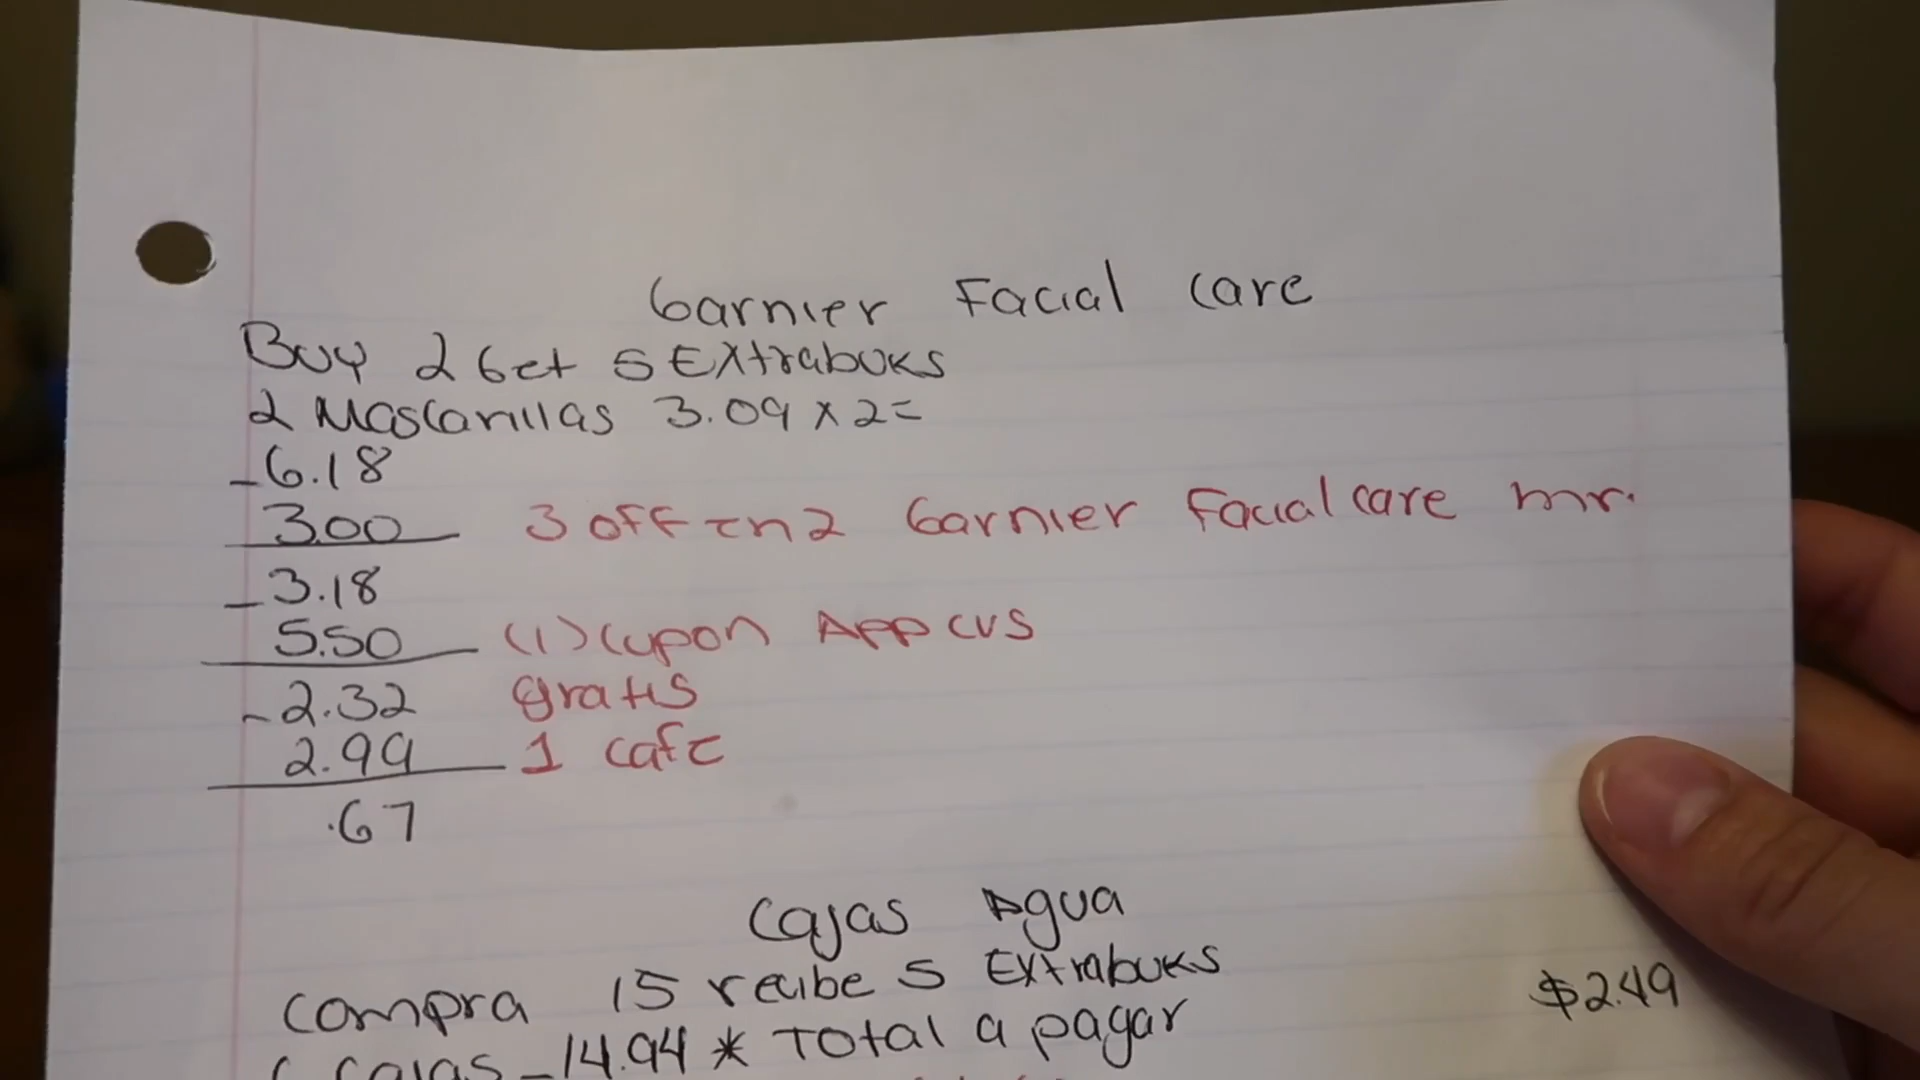 Garnier Facial care
Buy 2 Get 5 Extrabuks
2 Mascarillas 3.09 x 2=
-6.18
3.00 3 off en 2 Garnier Facial care mr.
-3.18
5.50 (1) cupon App cvs
-2.32 gratis
2.99 1 cafe
.67
Cajas Agua
compra 15 recibe 5 Extrabuks
$2.49
cajas -14.94 * Total a pagar